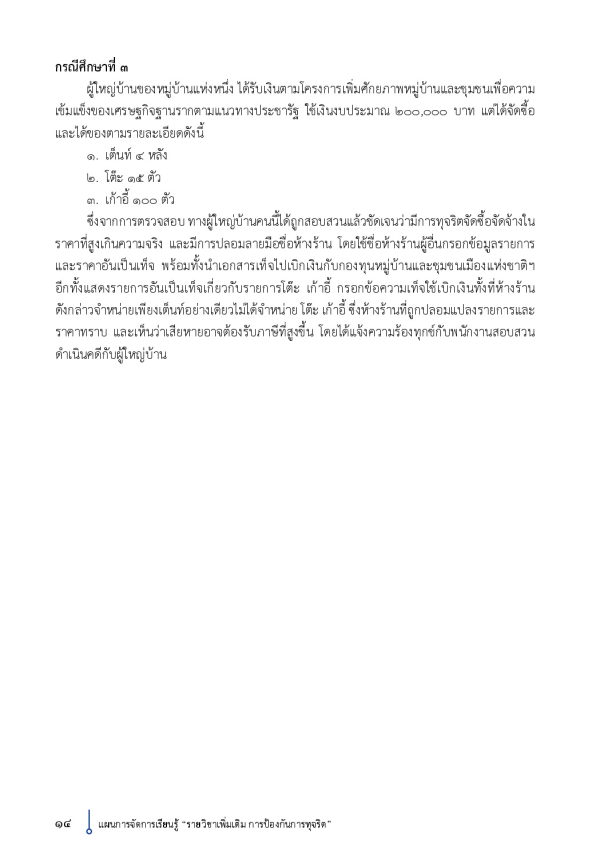 กรณีศึกษาที่ ๓
ผู้ใหญ่บ้านของหมู่บ้านแห่งหนึ่ง ได้รับเงินตามโครงการเพิ่มศักยภาพหมู่บ้านและชุมชนเพื่อความ
เข้มแข็งของเศรษฐกิจฐานรากตามแนวทางประชารัฐ ใช้เงินงบประมาณ ๒๐๐,๐๐๐ บาท แต่ได้จัดซื้อ
และได้ของตามรายละเอียดดังนี้
๑. เต็นท์ ๔ หลัง
๒. โต๊ะ ๑๕ ตัว
๓. เก้าอี้ ๑๐๐ ตัว
ซึ่งจากการตรวจสอบ ทางผู้ใหญ่บ้านคนนี้ได้ถูกสอบสวนแล้วชัดเจนว่ามีการทุจริตจัดซื้อจัดจ้างใน
ราคาที่สูงเกินความจริง และมีการปลอมลายมือชื่อห้างร้าน โดยใช้ชื่อห้างร้านผู้อื่นกรอกข้อมูลรายการ
และราคาอันเป็นเท็จ พร้อมทั้งนำเอกสารเท็จไปเบิกเงินกับกองทุนหมู่บ้านและชุมชนเมืองแห่งชาติฯ
อีกทั้งแสดงรายการอันเป็นเท็จเกี่ยวกับรายการโต๊ะ เก้าอี้ กรอกข้อความเท็จใช้เบิกเงินทั้งที่ห้างร้าน
ดังกล่าวจำหน่ายเพียงเต็นท์อย่างเดียวไม่ได้จำหน่าย โต๊ะ เก้าอี้ ซึ่งห้างร้านที่ถูกปลอมแปลงรายการและ
ราคาทราบ และเห็นว่าเสียหายอาจต้องรับภาษีที่สูงขึ้น โดยได้แจ้งความร้องทุกข์กับพนักงานสอบสวน
ดำเนินคดีกับผู้ใหญ่บ้าน
๑๔ แผนการจัดการเรียนรู้ “รายวิชาเพิ่มเติม การป้องกันการทุจริต”